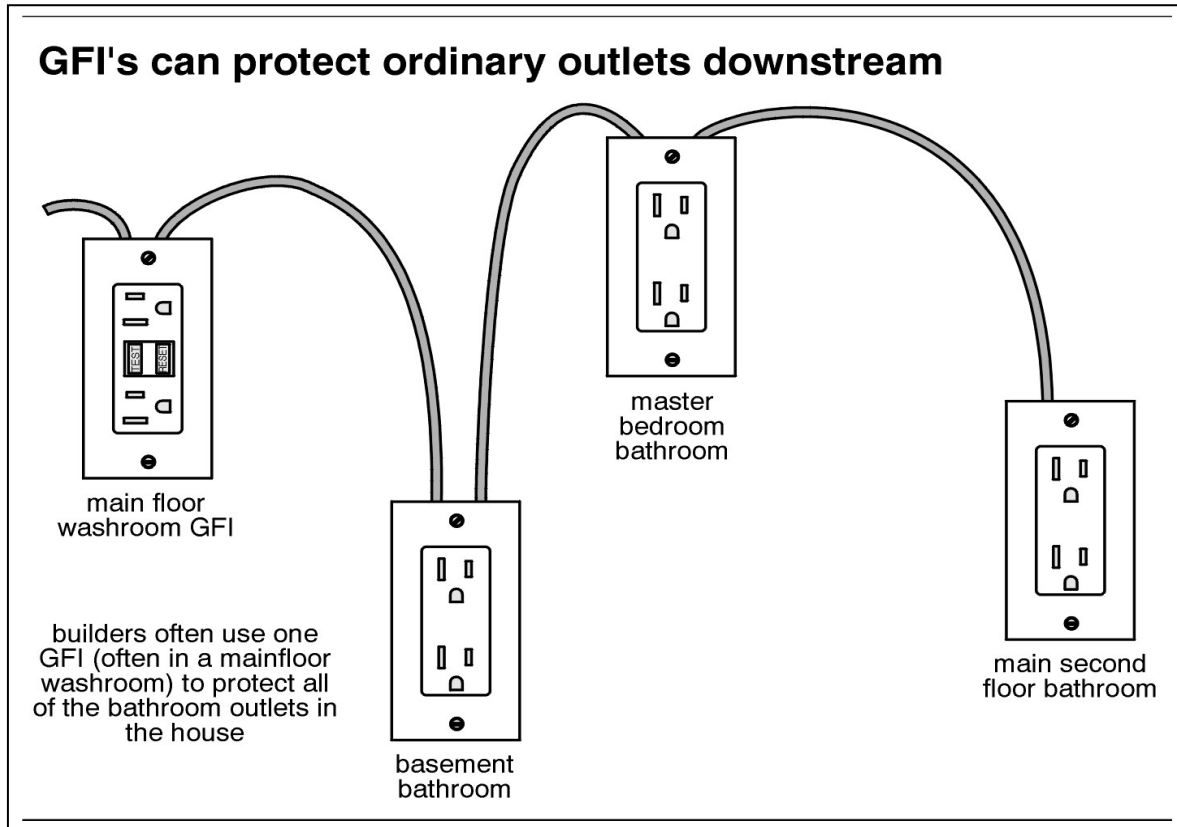 GFI's can protect ordinary outlets downstream
TEST
RESET
main floor
washroom GFI
master
bedroom
bathroom
builders often use one
GFI (often in a mainfloor
washroom) to protect all
of the bathroom outlets in
the house
basement
bathroom
main second
floor bathroom